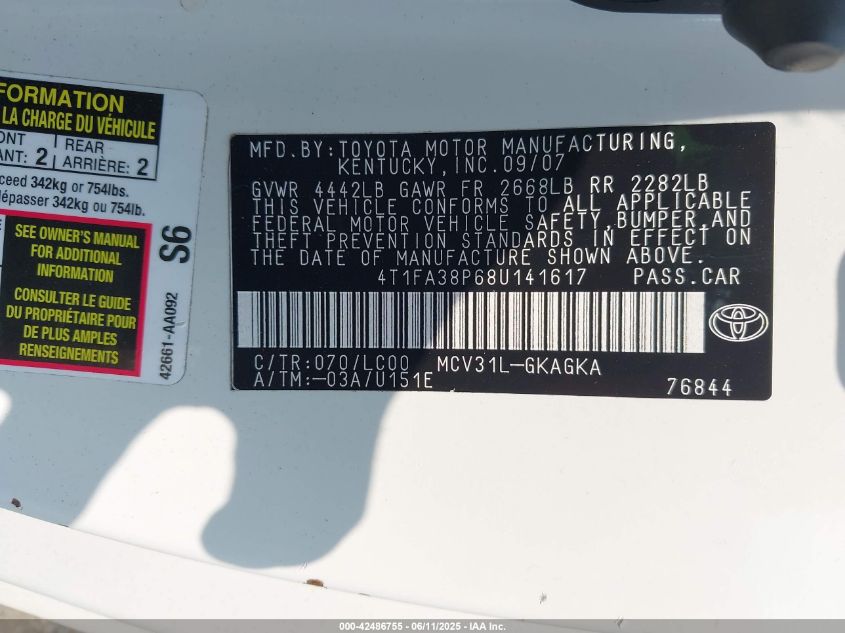 FORMATION
LA CHARGE DU VÉHICULE
ONT
ANT: 2
REAR
ARRIÈRE: 2
ceed 342kg or 754lbs.
dépasser 342kg ou 754lb.
SEE OWNER'S MANUAL
FOR ADDITIONAL
INFORMATION
CONSULTER LE GUIDE
DU PROPRIÉTAIRE POUR
DE PLUS AMPLES
RENSEIGNEMENTS
S6
42661-AA092
MFD.BY:TOYOTA MOTOR MANUFACTURING,
KENTUCKY,INC.09/07
GVWR 4442LB GAWR FR 2668LB RR 2282LB
THIS VEHICLE CONFORMS TO ALL APPLICABLE
FEDERAL MOTOR VEHICLE SAFETY,BUMPER,AND
THEFT PREVENTION STANDARDS IN EFFECT ON
THE DATE OF MANUFACTURE SHOWN ABOVE.
4T1FA38P68U141617 PASS.CAR
C/TR:070/LC00 MCV31L-GKAGKA
A/TM:-03A/U151E 76844
000-42486755 - 06/11/2025 - IAA Inc.